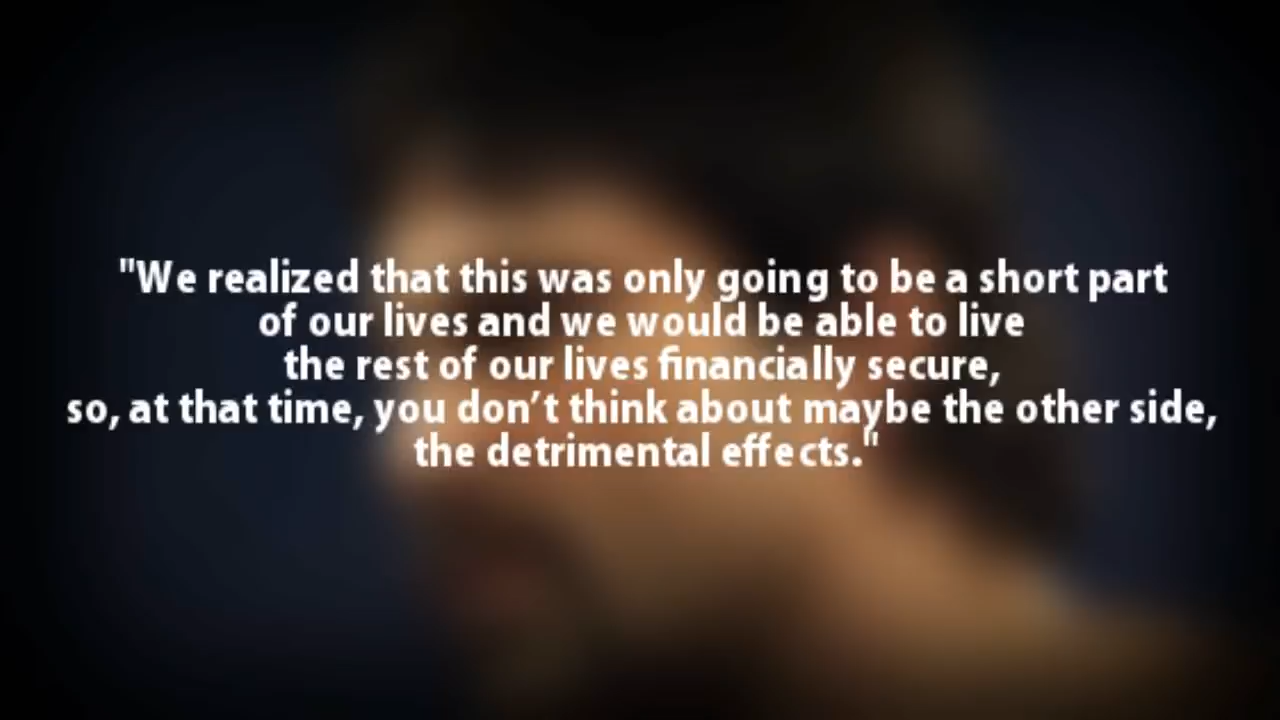 "We realized that this was only going to be a short part
of our lives and we would be able to live
the rest of our lives financially secure,
so, at that time, you don’t think about maybe the other side,
the detrimental effects."